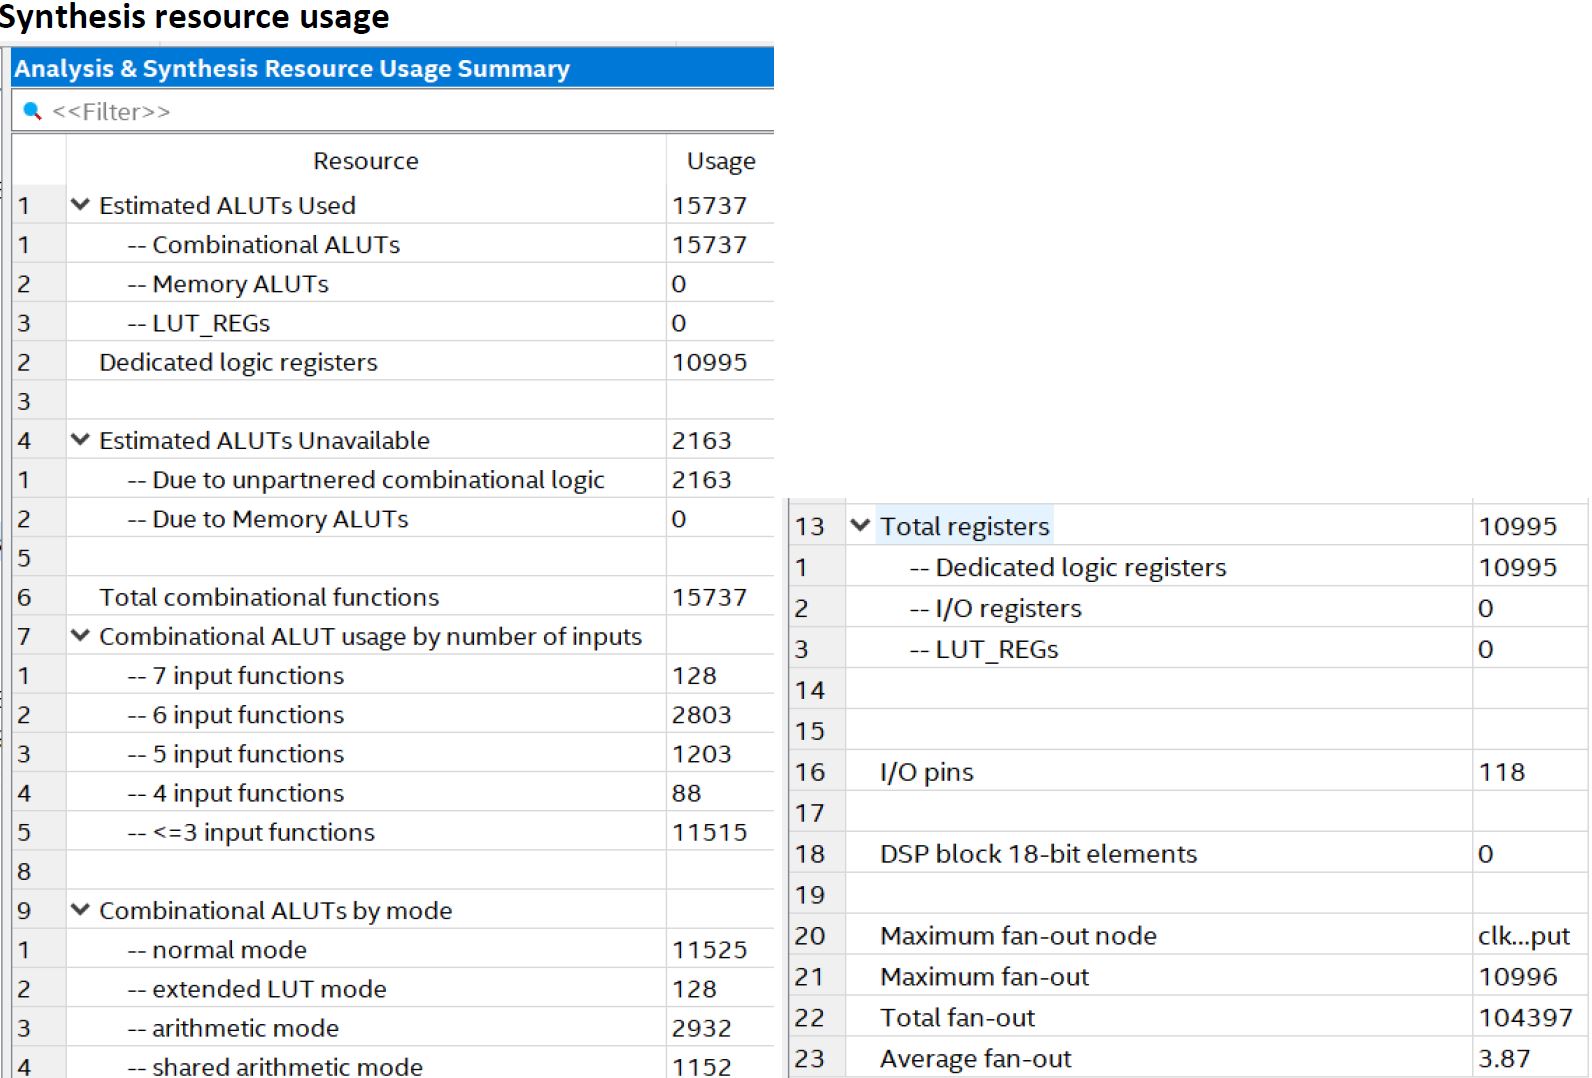 Synthesis resource usage
Analysis & Synthesis Resource Usage Summary
<<Filter>>
Resource Usage
1 Estimated ALUTs Used 15737
1 -- Combinational ALUTs 15737
2 -- Memory ALUTs 0
3 -- LUT_REGs 0
2 Dedicated logic registers 10995
3
4 Estimated ALUTs Unavailable 2163
1 -- Due to unpartnered combinational logic 2163
2 -- Due to Memory ALUTs 0
5
6 Total combinational functions 15737
7 Combinational ALUT usage by number of inputs
1 -- 7 input functions 128
2 -- 6 input functions 2803
3 -- 5 input functions 1203
4 -- 4 input functions 88
5 -- <=3 input functions 11515
8
9 Combinational ALUTs by mode
1 -- normal mode 11525
2 -- extended LUT mode 128
3 -- arithmetic mode 2932
4 -- shared arithmetic mode 1152
13 Total registers 10995
1 -- Dedicated logic registers 10995
2 -- I/O registers 0
3 -- LUT_REGs 0
14
15
16 I/O pins 118
17
18 DSP block 18-bit elements 0
19
20 Maximum fan-out node clk...put
21 Maximum fan-out 10996
22 Total fan-out 104397
23 Average fan-out 3.87